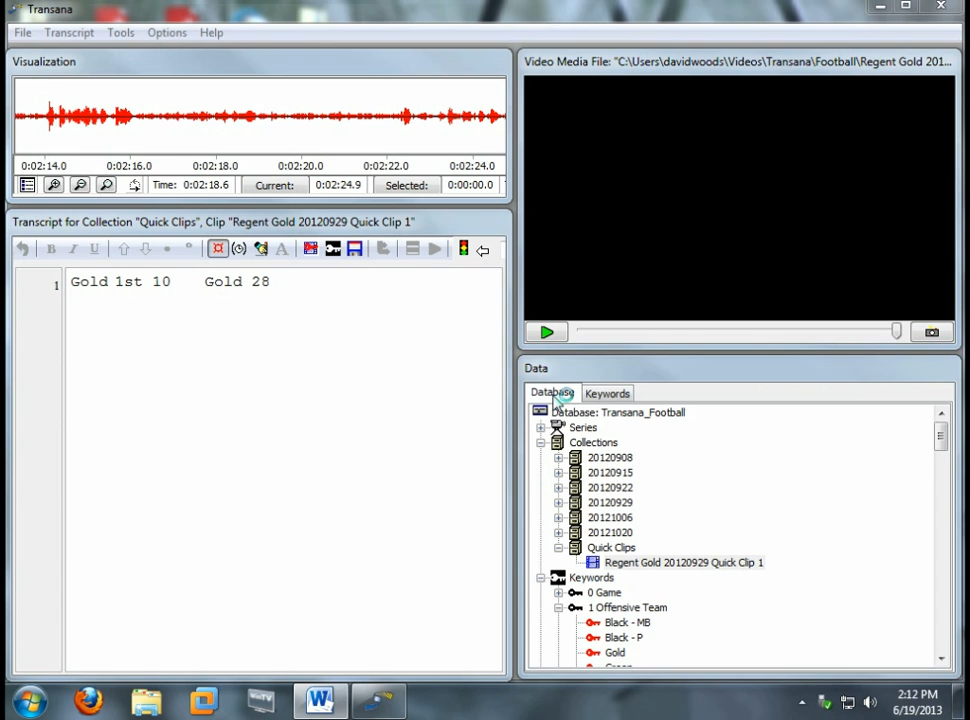 Transana
File Transcript Tools Options Help
Visualization
0:02:14.0 0:02:16.0 0:02:18.0 0:02:20.0 0:02:22.0 0:02:24.0
Time: 0:02:18.6 Current: 0:02:24.9 Selected: 0:00:00.0
Video Media File: "C:\Users\davidwoods\Videos\Transana\Football\Regent Gold 201...
Transcript for Collection "Quick Clips", Clip "Regent Gold 20120929 Quick Clip 1"
B I U A
1 Gold 1st 10 Gold 28
Data
Database Keywords
Database: Transana_Football
Series
Collections
20120908
20120915
20120922
20120929
20121006
20121020
Quick Clips
Regent Gold 20120929 Quick Clip 1
Keywords
0 Game
1 Offensive Team
Black - MB
Black - P
Gold
WinTV
W
2:12 PM
6/19/2013